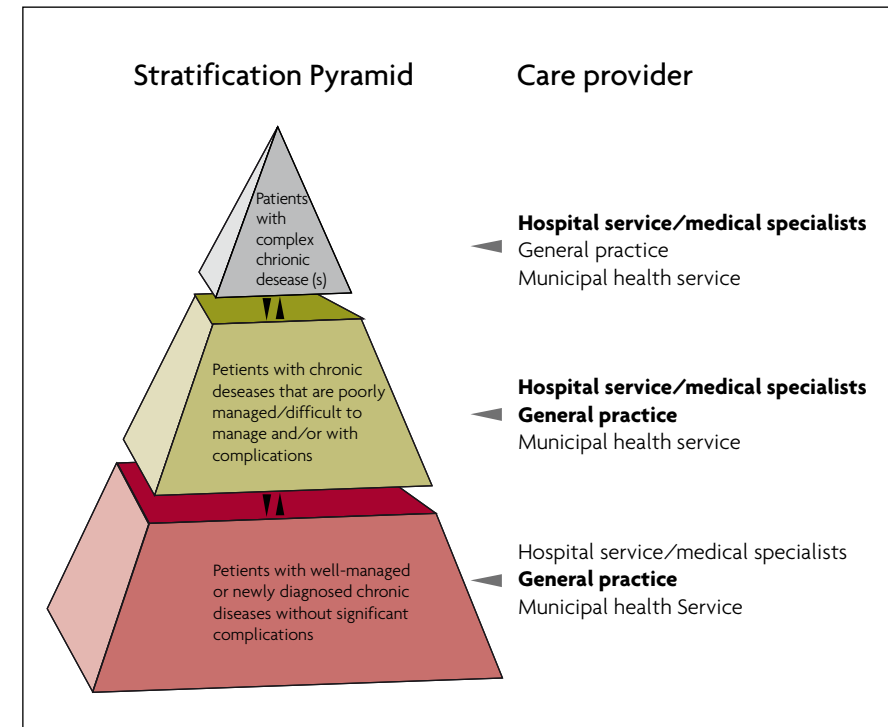 Stratification Pyramid
Care provider
Patients
with
complex
chronic
desease (s)
Hospital service/medical specialists
General practice
Municipal health service
Petients with chronic
deseases that are poorly
managed/difficult to
manage and/or with
complications
Hospital service/medical specialists
General practice
Municipal health service
Petients with well-managed
or newly diagnosed chronic
diseases without significant
complications
Hospital service/medical specialists
General practice
Municipal health Service